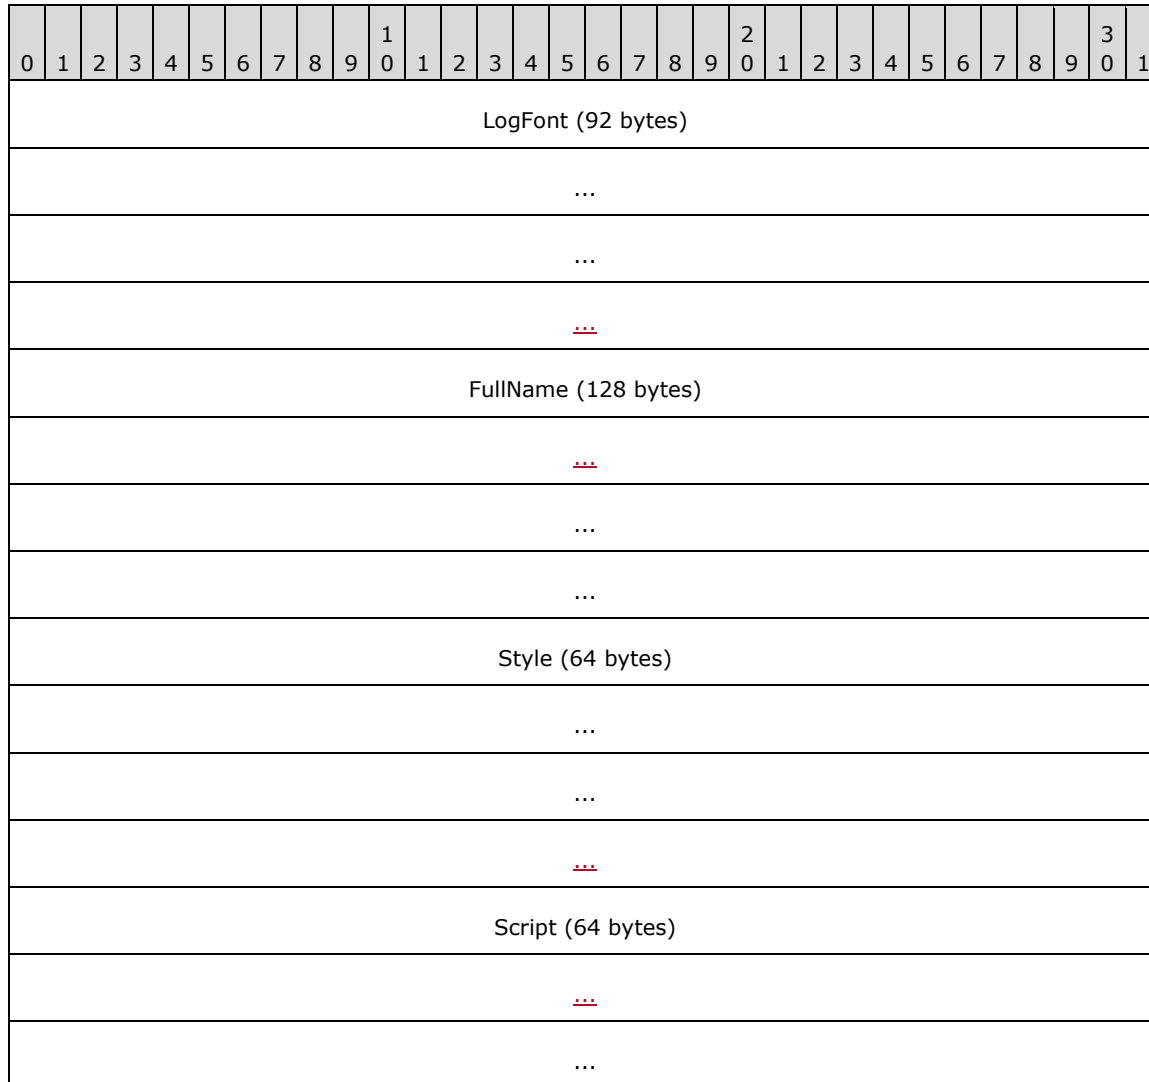 1 2 3
0 1 2 3 4 5 6 7 8 9 0 1 2 3 4 5 6 7 8 9 0 1 2 3 4 5 6 7 8 9 0 1
LogFont (92 bytes)
...
...
...
FullName (128 bytes)
...
...
...
Style (64 bytes)
...
...
...
Script (64 bytes)
...
...